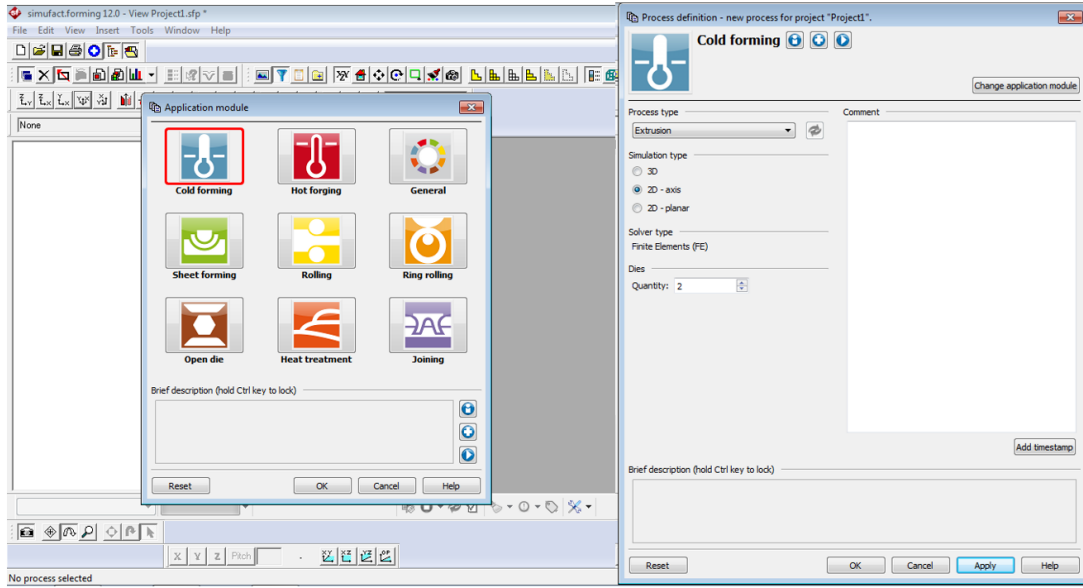 simufact.forming 12.0 - View Project1.sfp *
File Edit View Insert Tools Window Help
None
Application module
Cold forming
Hot forging
General
Sheet forming
Rolling
Ring rolling
Open die
Heat treatment
Joining
Brief description (hold Ctrl key to lock)
Reset
OK
Cancel
Help
X Y Z Pitch
No process selected
Process definition - new process for project "Project1".
Cold forming
Change application module
Process type
Comment
Extrusion
Simulation type
3D
2D - axis
2D - planar
Solver type
Finite Elements (FE)
Dies
Quantity: 2
Add timestamp
Brief description (hold Ctrl key to lock)
Reset
OK
Cancel
Apply
Help